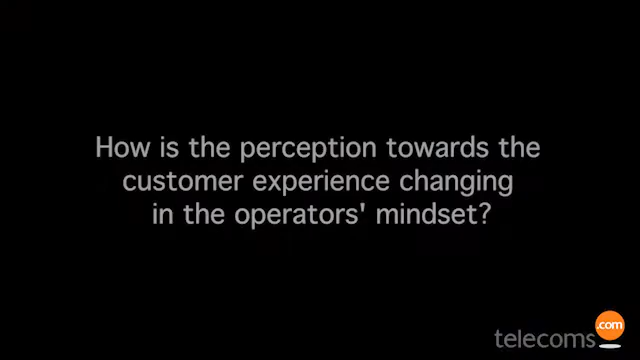 How is the perception towards the
customer experience changing
in the operators' mindset?
telecoms.com